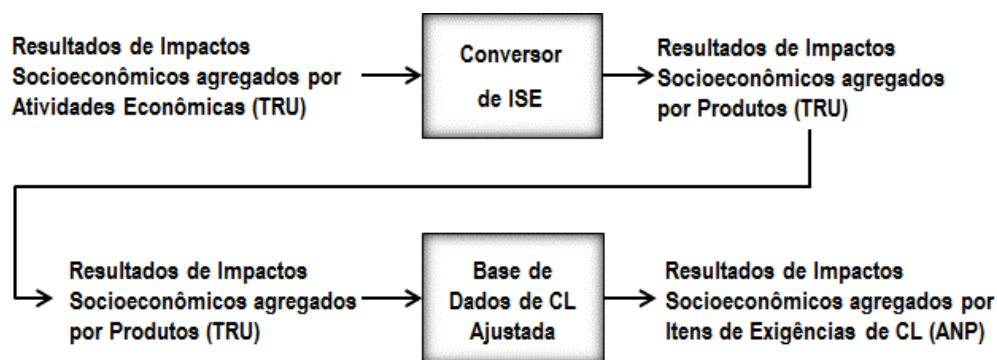 Resultados de Impactos
Socioeconômicos agregados por
Atividades Econômicas (TRU)
Conversor
de ISE
Resultados de Impactos
Socioeconômicos agregados
por Produtos (TRU)
Resultados de Impactos
Socioeconômicos agregados
por Produtos (TRU)
Base de
Dados de CL
Ajustada
Resultados de Impactos
Socioeconômicos agregados por
Itens de Exigências de CL (ANP)